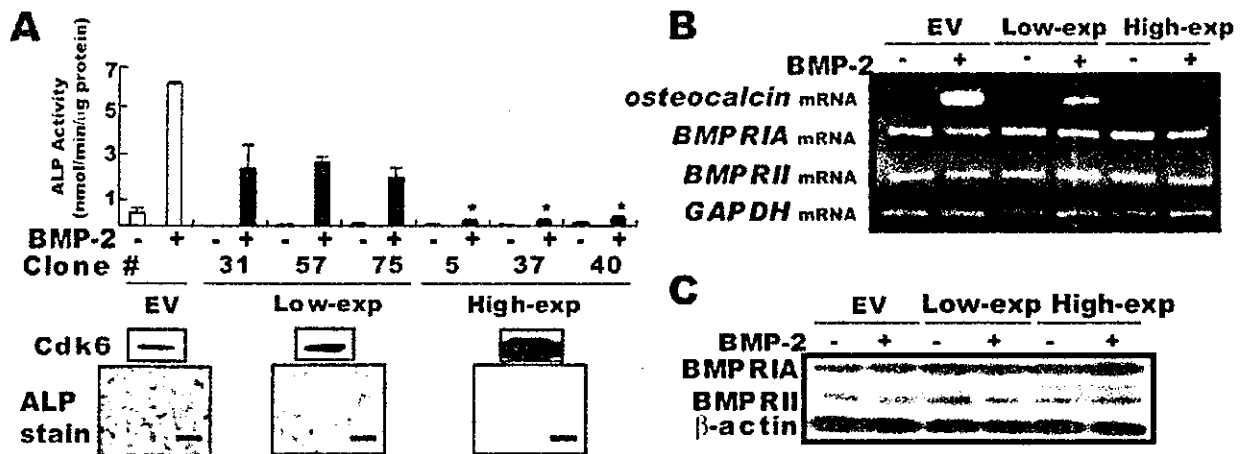 A
ALP Activity
(nmol/min/ug protein)
7
5
3
1
* * *
BMP-2 - + - + - + - + - + - + - +
Clone # 31 57 75 5 37 40
EV Low-exp High-exp
Cdk6
ALP
stain
B
EV Low-exp High-exp
BMP-2 - + - + - +
osteocalcin mRNA
BMPRIA mRNA
BMPRII mRNA
GAPDH mRNA
C
EV Low-exp High-exp
BMP-2 - + - + - +
BMPRIA
BMPRII
β-actin